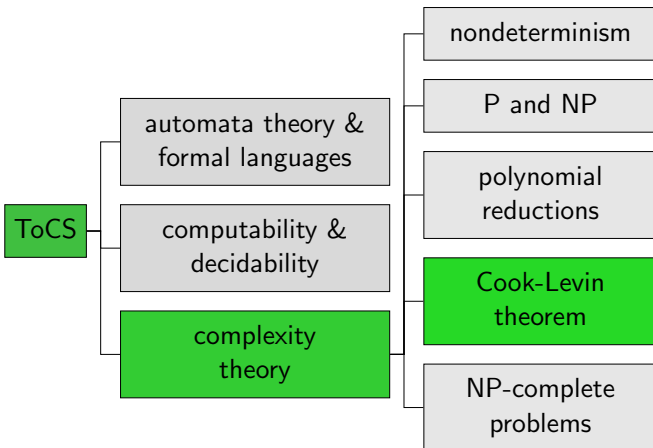 ToCS
automata theory &
formal languages
computability &
decidability
complexity
theory
nondeterminism
P and NP
polynomial
reductions
Cook-Levin
theorem
NP-complete
problems